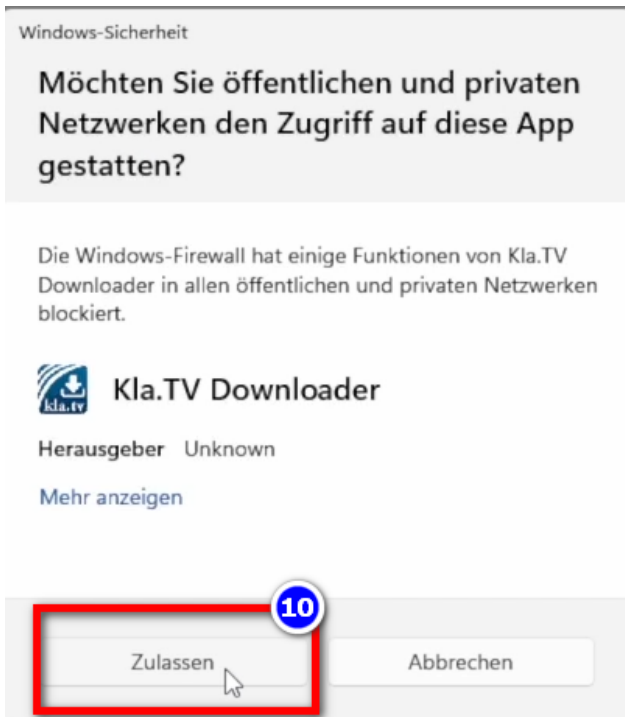 Windows-Sicherheit
Möchten Sie öffentlichen und privaten
Netzwerken den Zugriff auf diese App
gestatten?
Die Windows-Firewall hat einige Funktionen von Kla.TV
Downloader in allen öffentlichen und privaten Netzwerken
blockiert.
kla.tv
Kla.TV Downloader
Herausgeber Unknown
Mehr anzeigen
10
Zulassen
Abbrechen